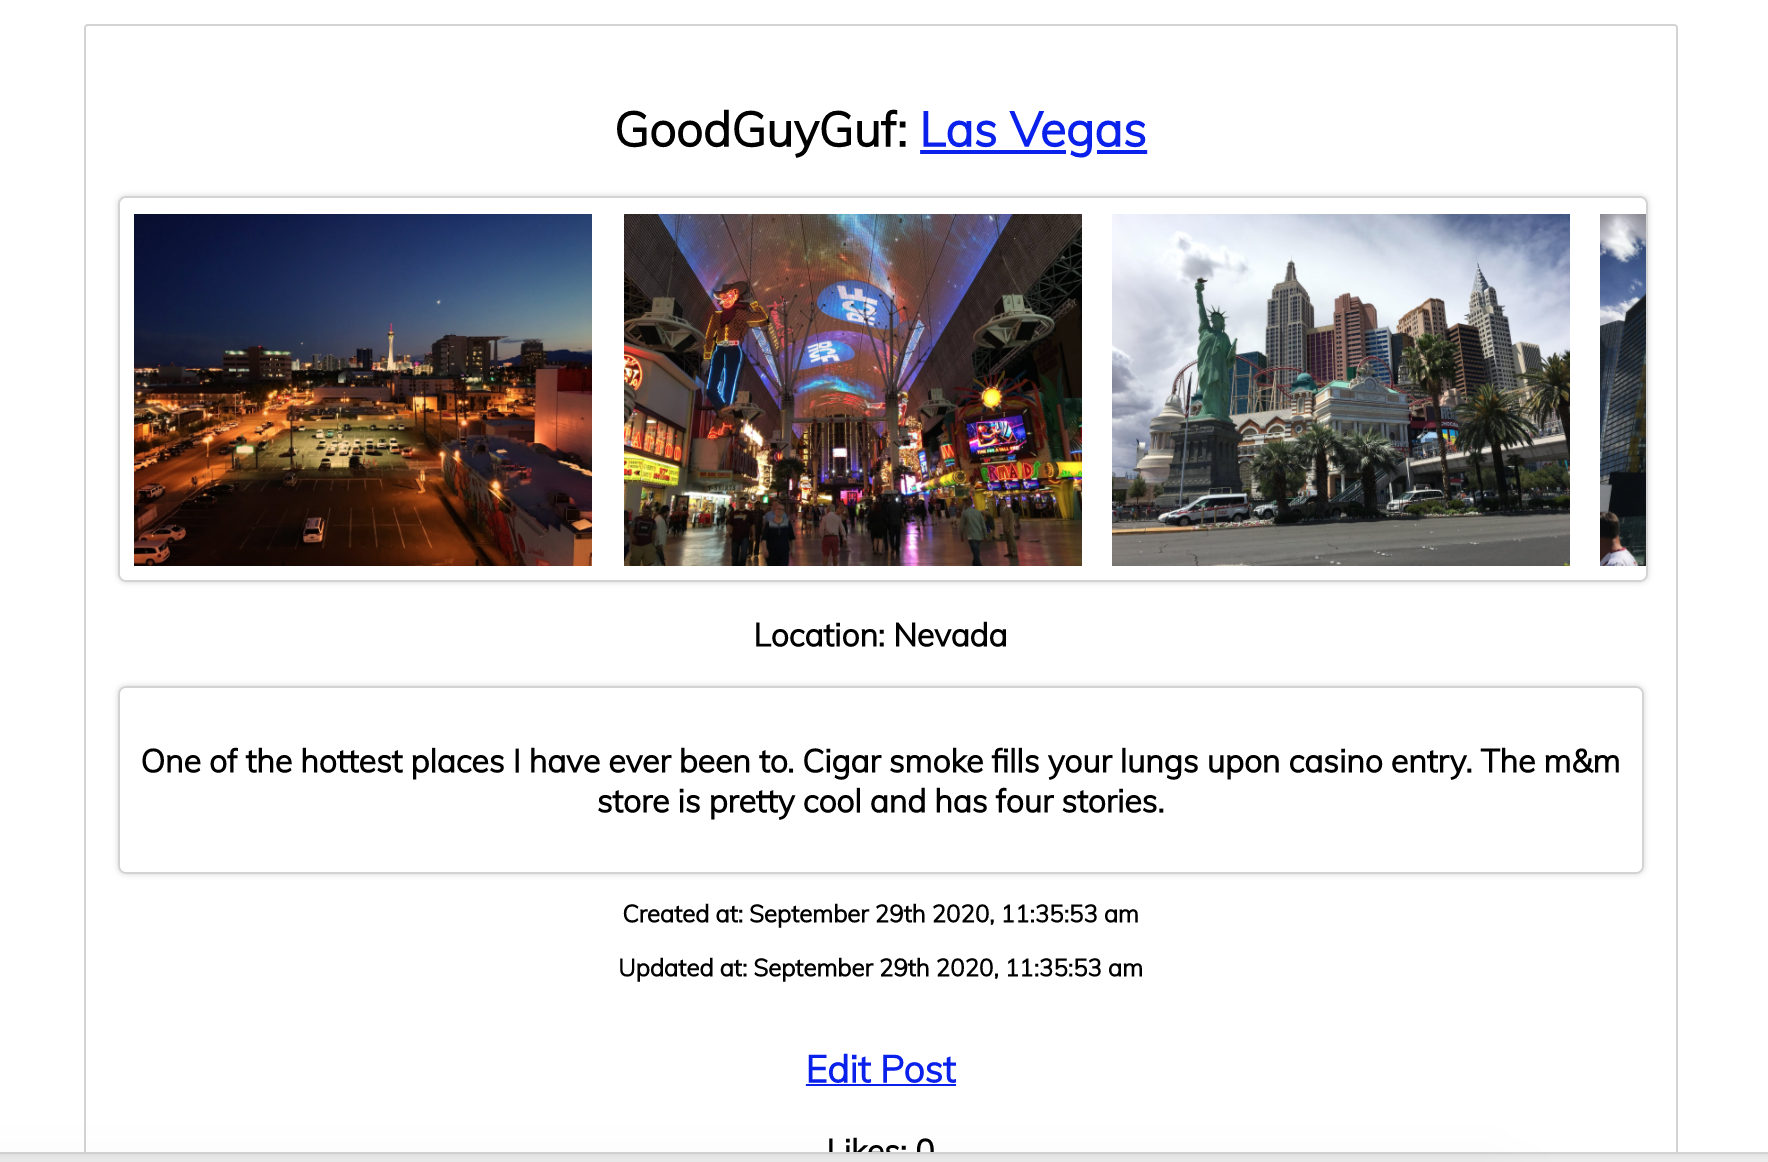 GoodGuyGuf: Las Vegas
Location: Nevada
One of the hottest places I have ever been to. Cigar smoke fills your lungs upon casino entry. The m&m
store is pretty cool and has four stories.
Created at: September 29th 2020, 11:35:53 am
Updated at: September 29th 2020, 11:35:53 am
Edit Post
Likes: 0